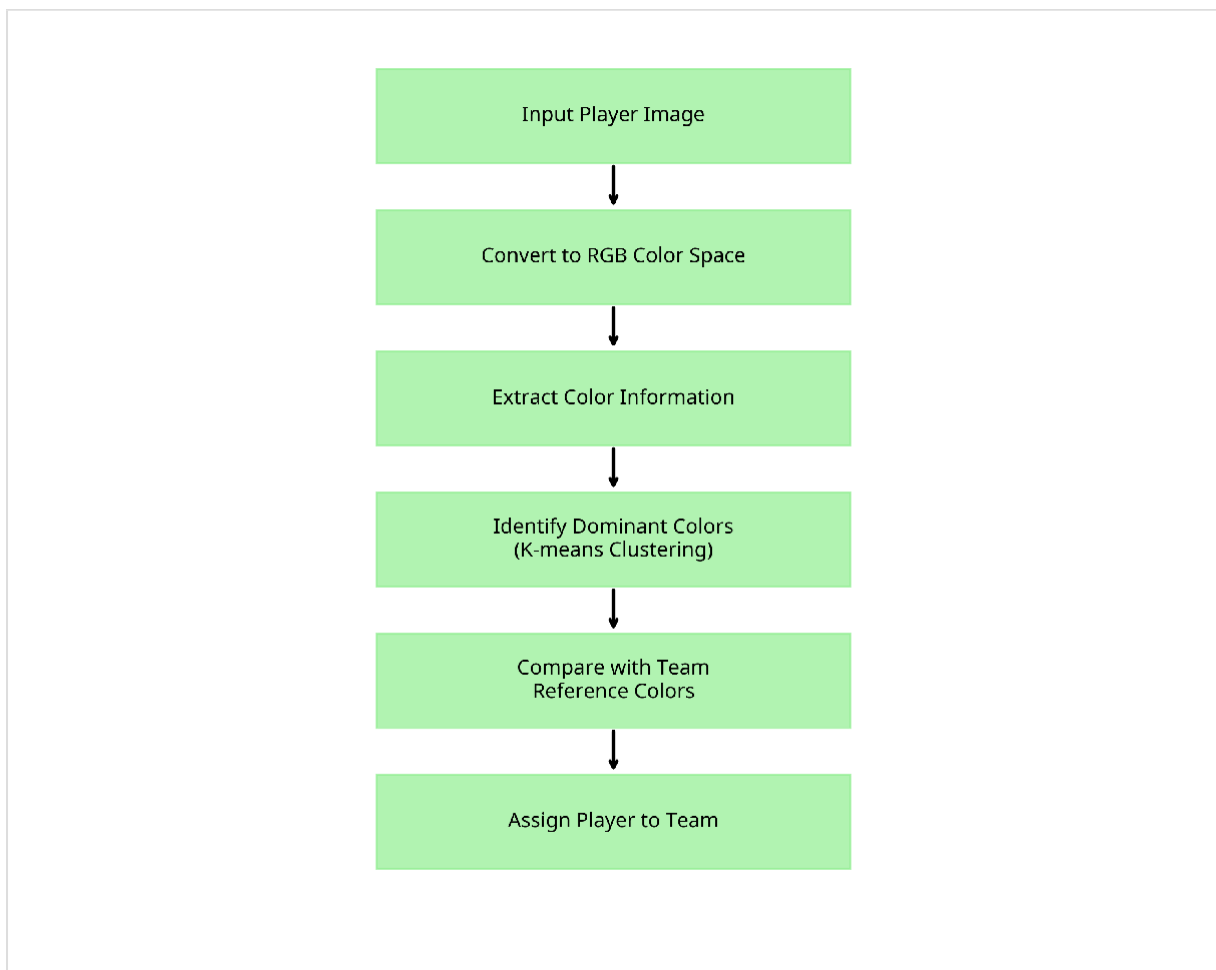 Input Player Image
Convert to RGB Color Space
Extract Color Information
Identify Dominant Colors
(K-means Clustering)
Compare with Team
Reference Colors
Assign Player to Team